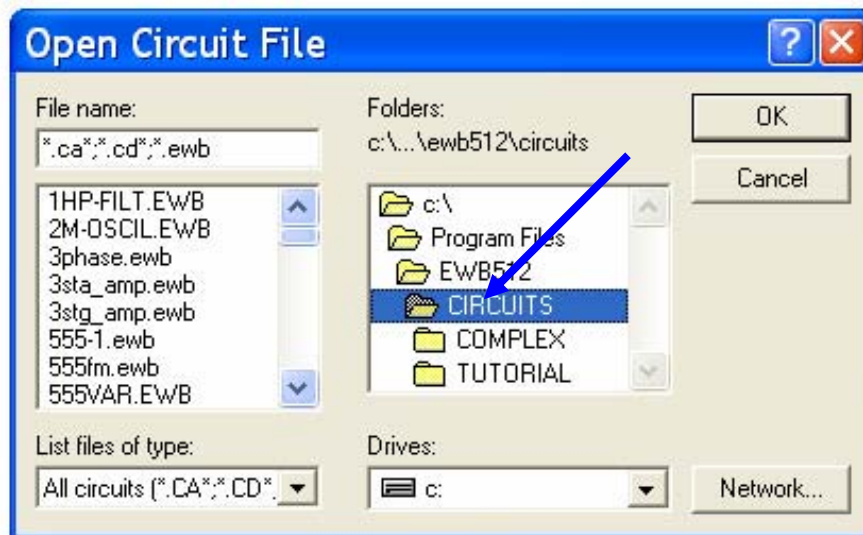 Open Circuit File
File name:
*.ca*;*.cd*;*.ewb
1HP-FILT.EWB
2M-OSCIL.EWB
3phase.ewb
3sta_amp.ewb
3stg_amp.ewb
555-1.ewb
555fm.ewb
555VAR.EWB
List files of type:
All circuits (*.CA*;*.CD*,
Folders:
c:\...\ewb512\circuits
c:\
Program Files
EWB512
CIRCUITS
COMPLEX
TUTORIAL
Drives:
c:
OK
Cancel
Network...